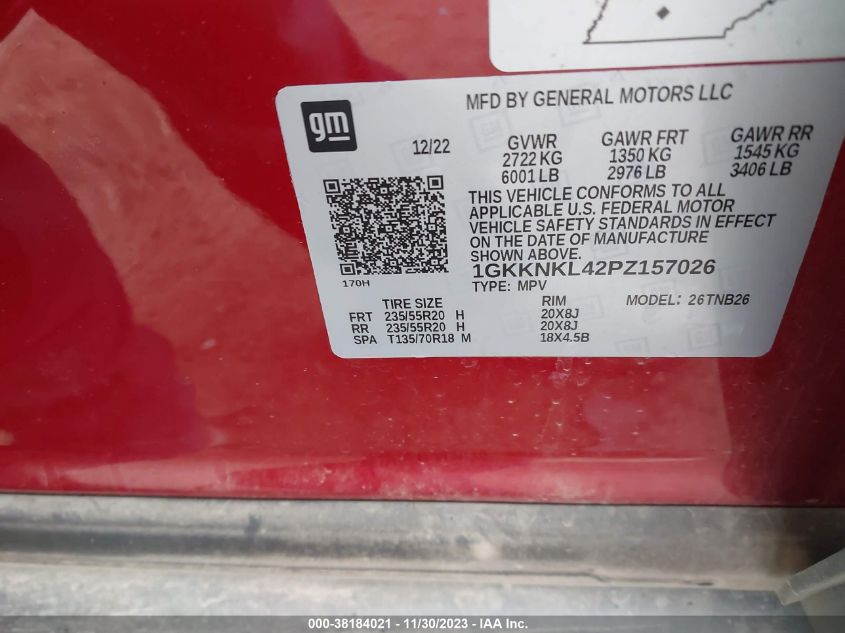 gm
MFD BY GENERAL MOTORS LLC
12/22
GVWR GAWR FRT GAWR RR
2722 KG 1350 KG 1545 KG
6001 LB 2976 LB 3406 LB
THIS VEHICLE CONFORMS TO ALL
APPLICABLE U.S. FEDERAL MOTOR
VEHICLE SAFETY STANDARDS IN EFFECT
ON THE DATE OF MANUFACTURE
SHOWN ABOVE.
1GKKNKL42PZ157026
170H
TYPE: MPV
TIRE SIZE RIM MODEL: 26TNB26
FRT 235/55R20 H 20X8J
RR 235/55R20 H 20X8J
SPA T135/70R18 M 18X4.5B
000-38184021 - 11/30/2023 - IAA Inc.